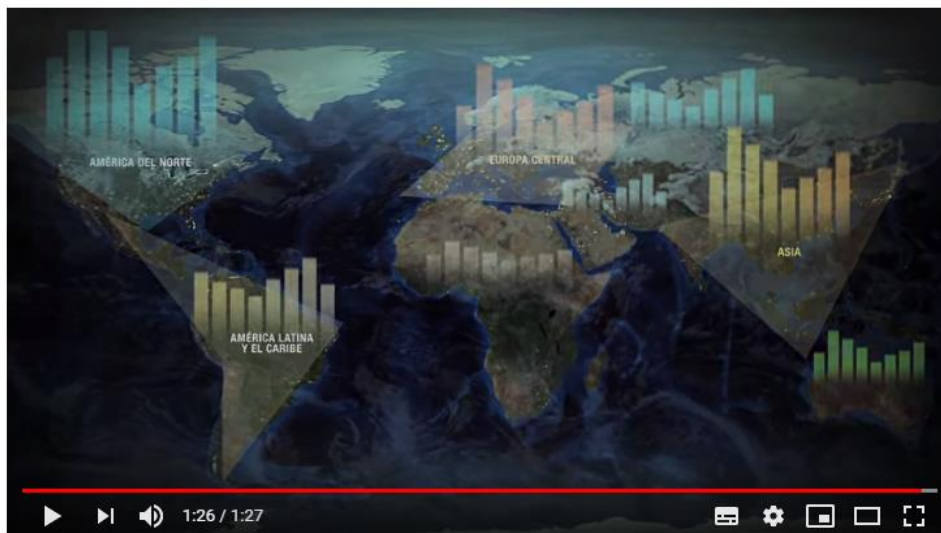 AMÉRICA DEL NORTE
EUROPA CENTRAL
ASIA
AMÉRICA LATINA
Y EL CARIBE
1:26 / 1:27